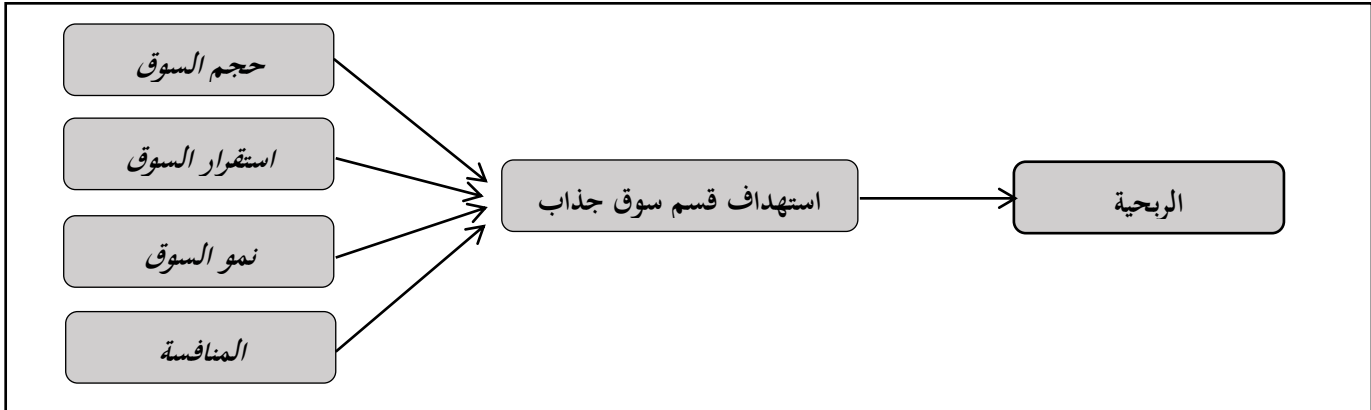 حجم السوق
استقرار السوق
نمو السوق
المنافسة
استهداف قسم سوق جذاب
الربحية